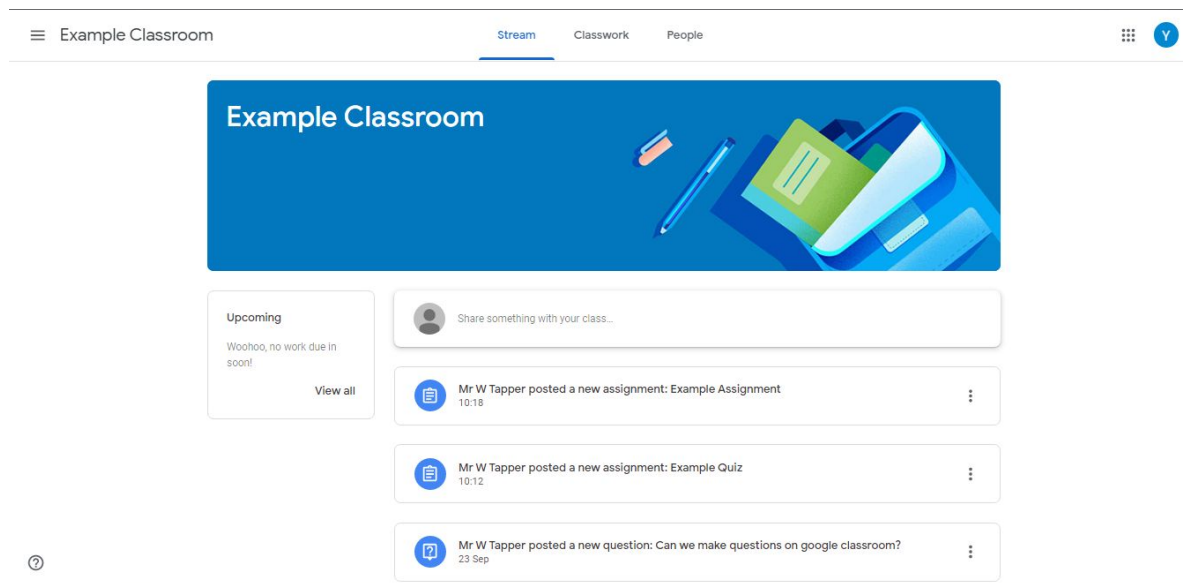 Example Classroom
Stream Classwork People
Y
Example Classroom
Upcoming
Woohoo, no work due in
soon!
View all
Share something with your class...
Mr W Tapper posted a new assignment: Example Assignment
10:18
Mr W Tapper posted a new assignment: Example Quiz
10:12
Mr W Tapper posted a new question: Can we make questions on google classroom?
23 Sep